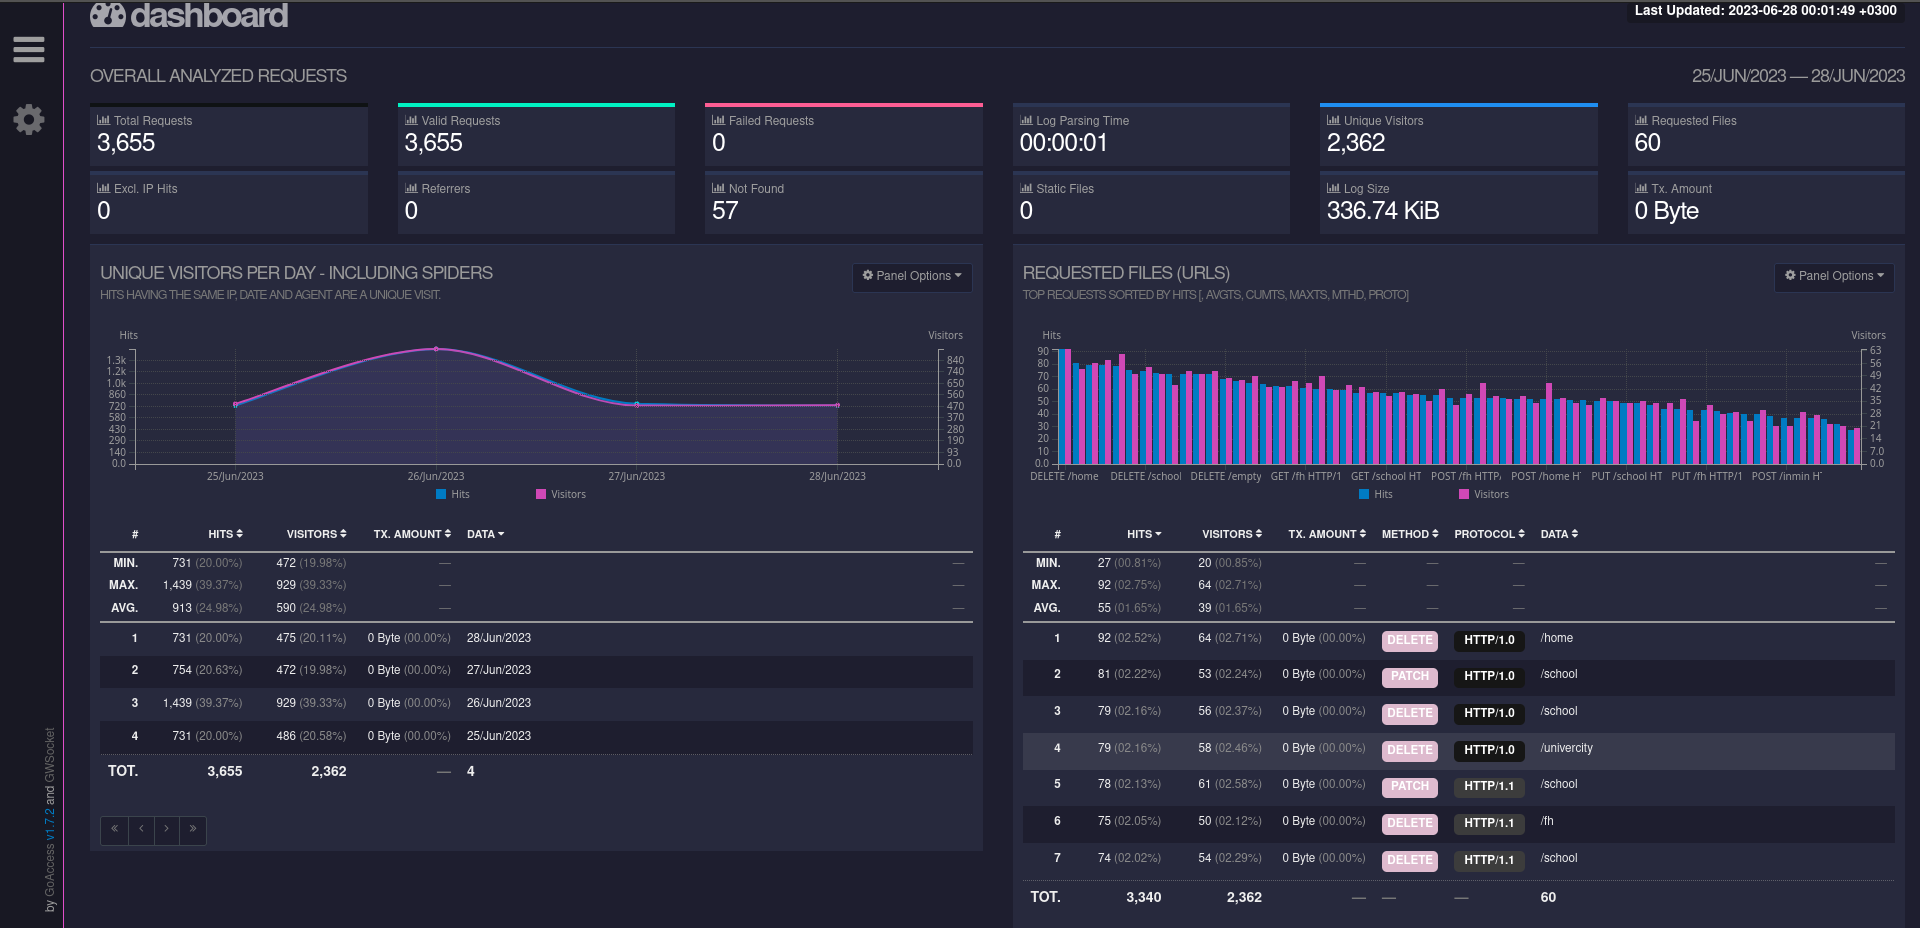 dashboard
Last Updated: 2023-06-28 00:01:49 +0300
OVERALL ANALYZED REQUESTS
25/JUN/2023 — 28/JUN/2023
Total Requests
3,655
Valid Requests
3,655
Failed Requests
0
Log Parsing Time
00:00:01
Unique Visitors
2,362
Requested Files
60
Excl. IP Hits
0
Referrers
0
Not Found
57
Static Files
0
Log Size
336.74 KiB
Tx. Amount
0 Byte
UNIQUE VISITORS PER DAY - INCLUDING SPIDERS
Panel Options
HITS HAVING THE SAME IP, DATE AND AGENT ARE A UNIQUE VISIT.
Hits Visitors
1.3k 840
1.2k 740
1.0k 650
860 560
720 470
580 370
430 280
290 190
140 93
0.0 0.0
25/Jun/2023 26/Jun/2023 27/Jun/2023 28/Jun/2023
Hits Visitors
# HITS VISITORS TX. AMOUNT DATA
MIN. 731 (20.00%) 472 (19.98%) — —
MAX. 1,439 (39.37%) 929 (39.33%) — —
AVG. 913 (24.98%) 590 (24.98%) — —
1 731 (20.00%) 475 (20.11%) 0 Byte (00.00%) 28/Jun/2023
2 754 (20.63%) 472 (19.98%) 0 Byte (00.00%) 27/Jun/2023
3 1,439 (39.37%) 929 (39.33%) 0 Byte (00.00%) 26/Jun/2023
4 731 (20.00%) 486 (20.58%) 0 Byte (00.00%) 25/Jun/2023
TOT. 3,655 2,362 — 4
« ‹ › »
REQUESTED FILES (URLS)
Panel Options
TOP REQUESTS SORTED BY HITS [, AVGTS, CUMTS, MAXTS, MTHD, PROTO]
Hits Visitors
90 63
80 56
70 49
60 42
50 35
40 28
30 21
20 14
10 7.0
0.0 0.0
DELETE /home DELETE /school DELETE /empty GET /fh HTTP/1 GET /school HT POST /fh HTTP/ POST /home H PUT /school HT PUT /fh HTTP/1 POST /inmin H
Hits Visitors
# HITS VISITORS TX. AMOUNT METHOD PROTOCOL DATA
MIN. 27 (00.81%) 20 (00.85%) — — — —
MAX. 92 (02.75%) 64 (02.71%) — — — —
AVG. 55 (01.65%) 39 (01.65%) — — — —
1 92 (02.52%) 64 (02.71%) 0 Byte (00.00%) DELETE HTTP/1.0 /home
2 81 (02.22%) 53 (02.24%) 0 Byte (00.00%) PATCH HTTP/1.0 /school
3 79 (02.16%) 56 (02.37%) 0 Byte (00.00%) DELETE HTTP/1.0 /school
4 79 (02.16%) 58 (02.46%) 0 Byte (00.00%) DELETE HTTP/1.0 /univercity
5 78 (02.13%) 61 (02.58%) 0 Byte (00.00%) PATCH HTTP/1.1 /school
6 75 (02.05%) 50 (02.12%) 0 Byte (00.00%) DELETE HTTP/1.1 /fh
7 74 (02.02%) 54 (02.29%) 0 Byte (00.00%) DELETE HTTP/1.1 /school
TOT. 3,340 2,362 — — — 60
by GoAccess v1.7.2 and GWSocket